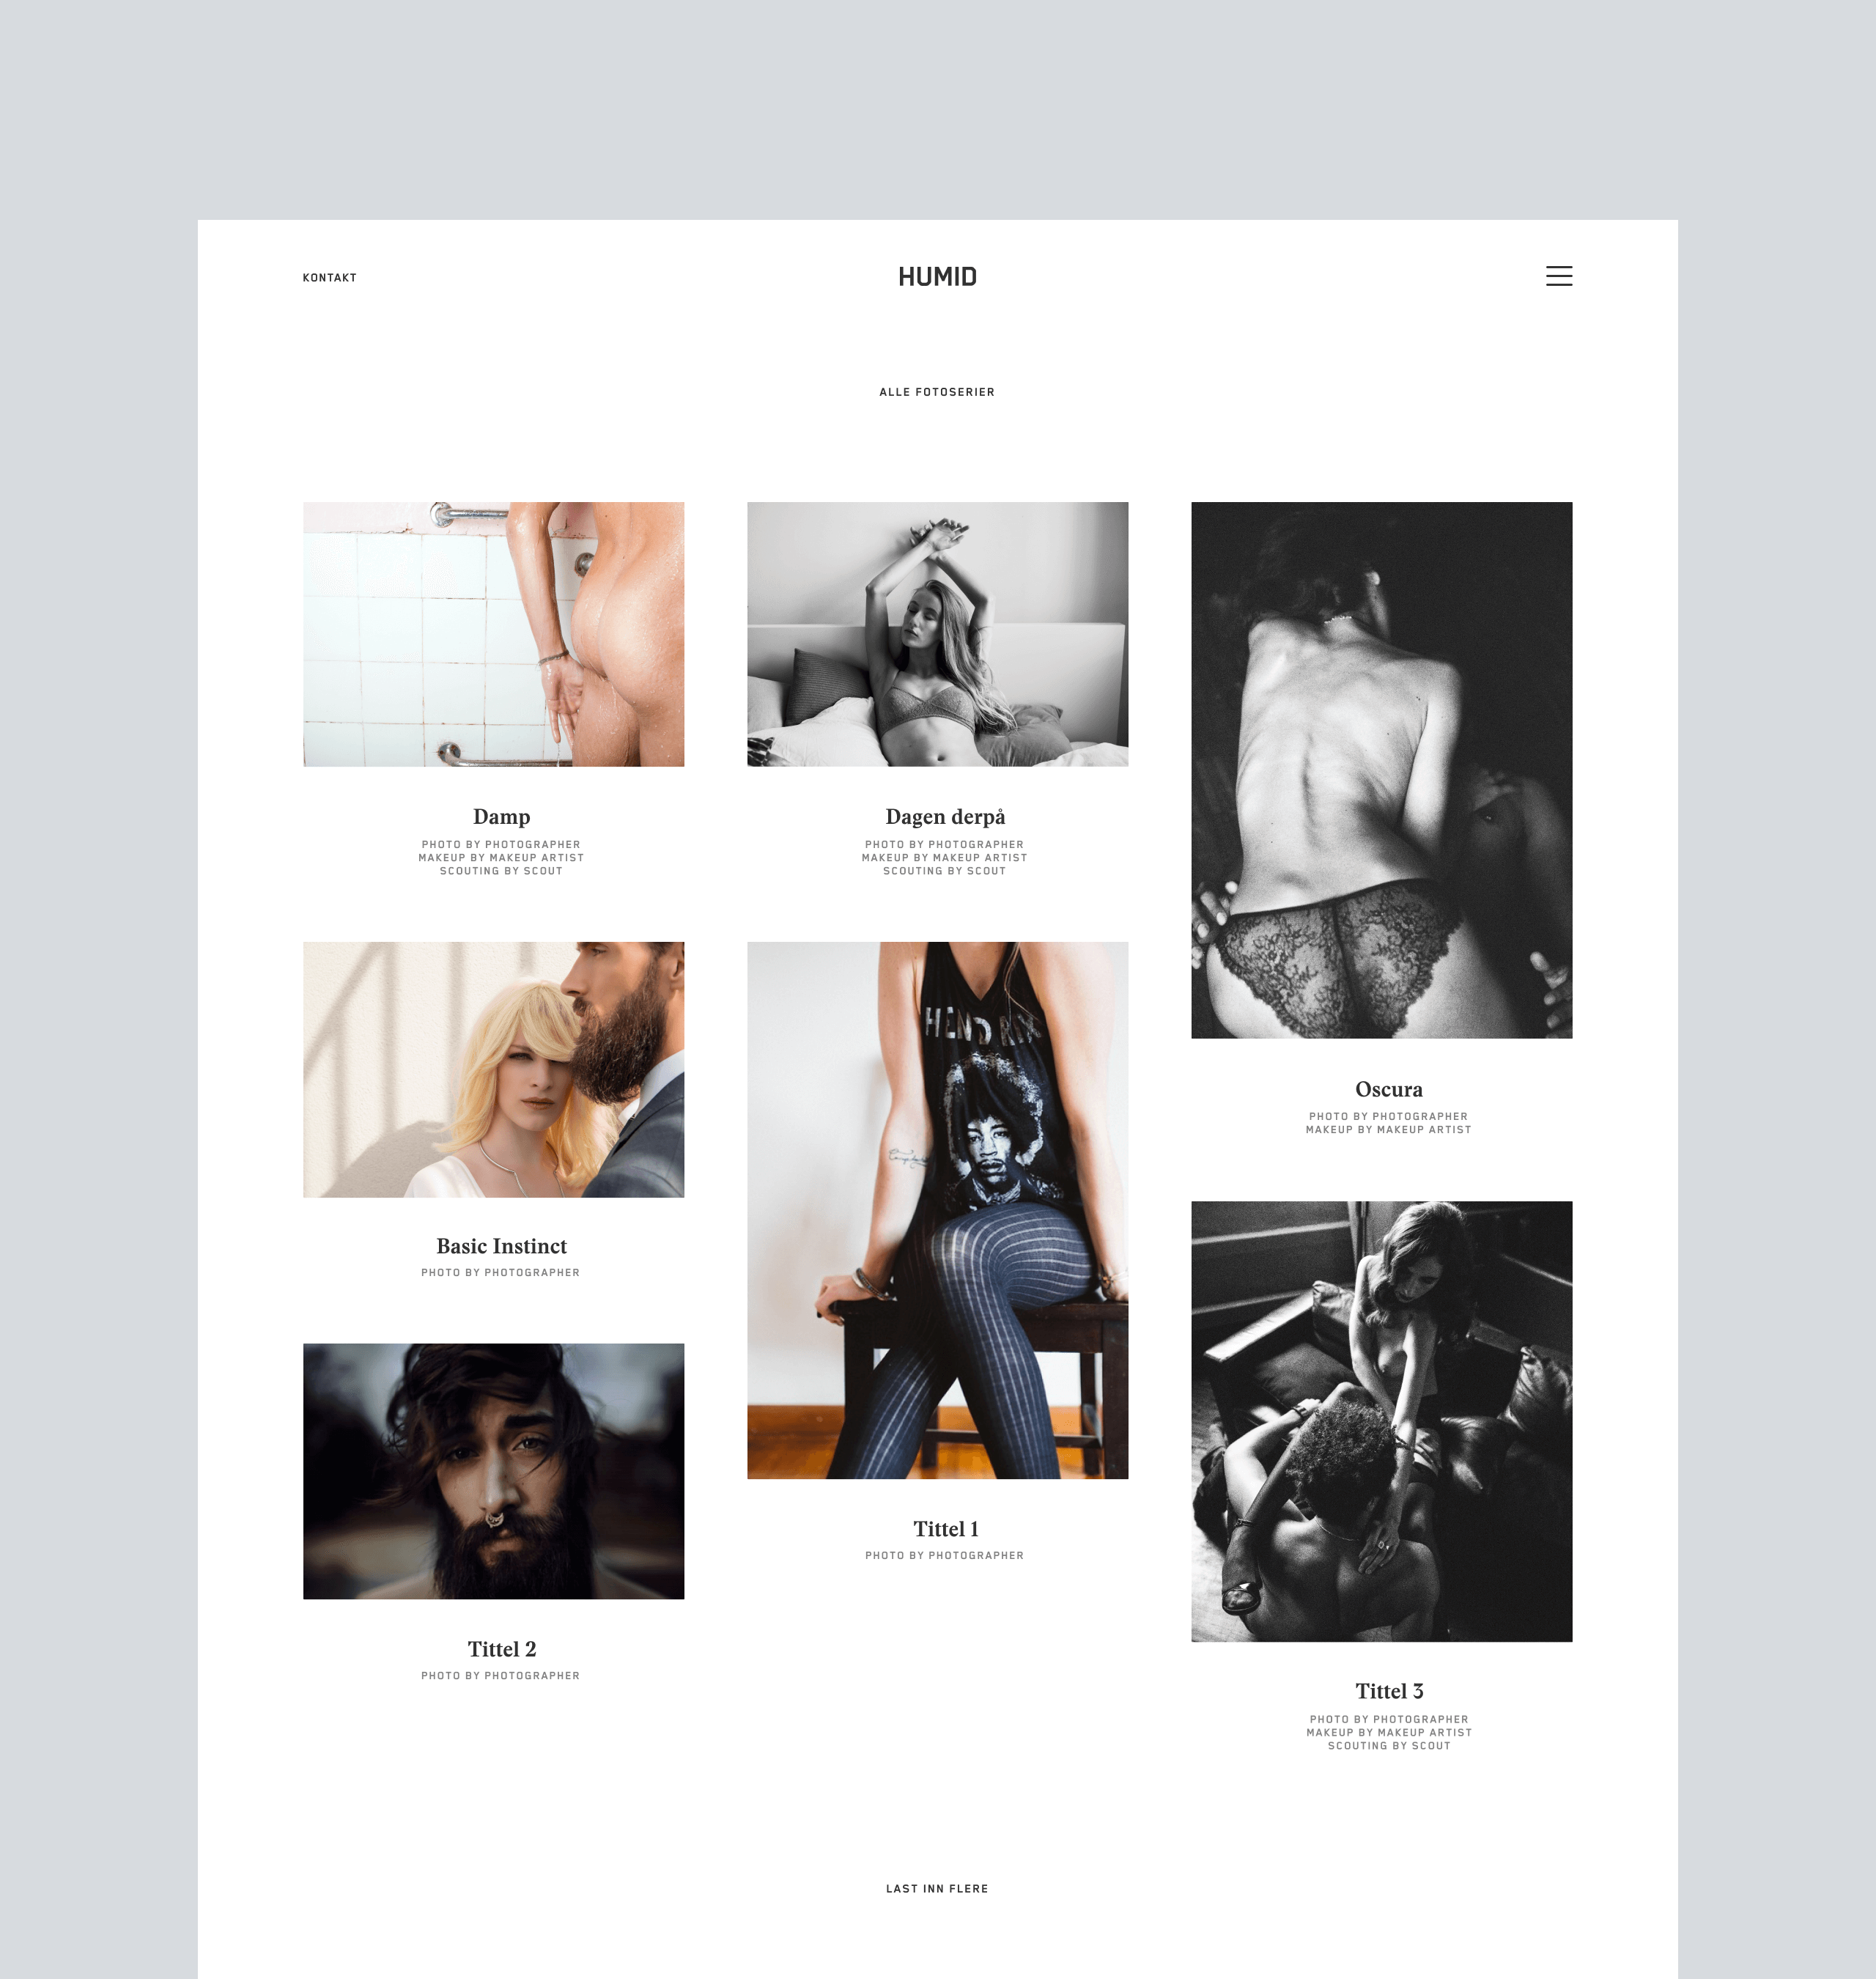 KONTAKT
HUMID
ALLE FOTOSERIER
Damp
PHOTO BY PHOTOGRAPHER
MAKEUP BY MAKEUP ARTIST
SCOUTING BY SCOUT
Dagen derpå
PHOTO BY PHOTOGRAPHER
MAKEUP BY MAKEUP ARTIST
SCOUTING BY SCOUT
Oscura
PHOTO BY PHOTOGRAPHER
MAKEUP BY MAKEUP ARTIST
Basic Instinct
PHOTO BY PHOTOGRAPHER
HENDRIX
Tittel 1
PHOTO BY PHOTOGRAPHER
Tittel 2
PHOTO BY PHOTOGRAPHER
Tittel 3
PHOTO BY PHOTOGRAPHER
MAKEUP BY MAKEUP ARTIST
SCOUTING BY SCOUT
LAST INN FLERE